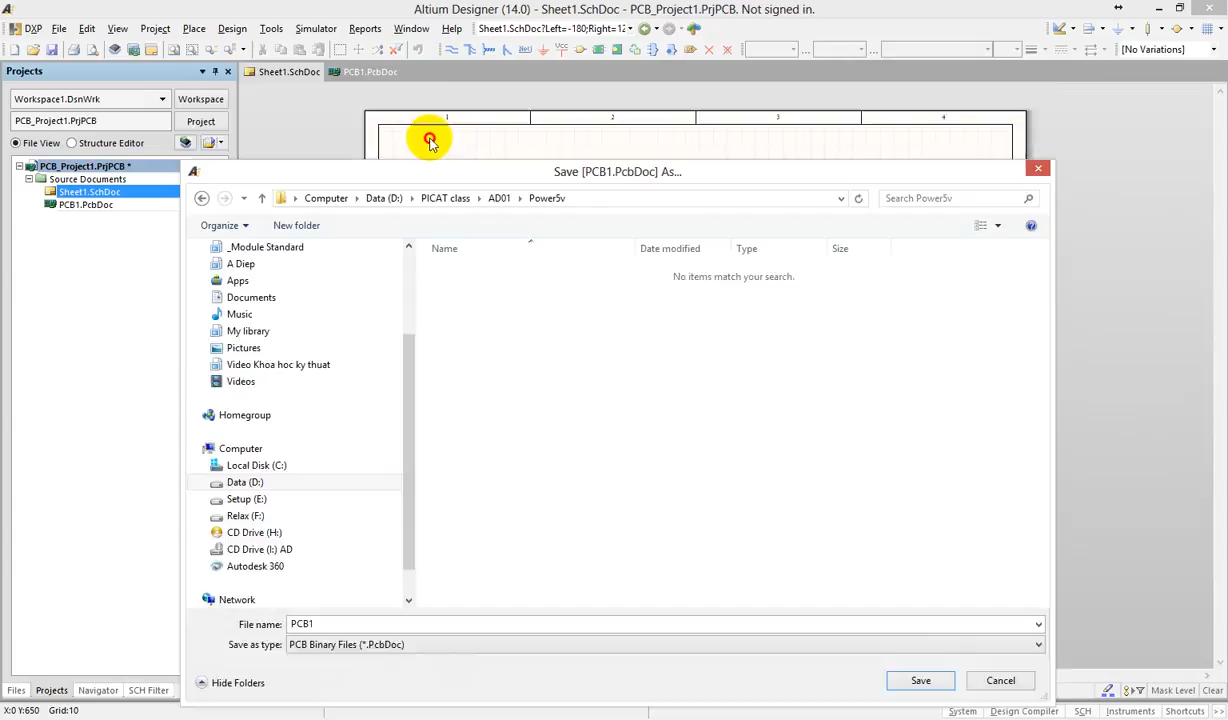 Altium Designer (14.0) - Sheet1.SchDoc - PCB_Project1.PrjPCB. Not signed in.
DXP File Edit View Project Place Design Tools Simulator Reports Window Help Sheet1.SchDoc?Left=-180;Right=12
[No Variations]
Projects
Sheet1.SchDoc PCB1.PcbDoc
Workspace1.DsnWrk Workspace
PCB_Project1.PrjPCB Project
File View Structure Editor
1 2 3 4
PCB_Project1.PrjPCB *
Source Documents
Sheet1.SchDoc
PCB1.PcbDoc
Save [PCB1.PcbDoc] As...
Computer Data (D:) PICAT class AD01 Power5v
Search Power5v
Organize New folder
Name Date modified Type Size
No items match your search.
_Module Standard
A Diep
Apps
Documents
Music
My library
Pictures
Video Khoa hoc ky thuat
Videos
Homegroup
Computer
Local Disk (C:)
Data (D:)
Setup (E:)
Relax (F:)
CD Drive (H:)
CD Drive (I:) AD
Autodesk 360
Network
File name: PCB1
Save as type: PCB Binary Files (*.PcbDoc)
Hide Folders
Save Cancel
Files Projects Navigator SCH Filter
Mask Level Clear
X:0 Y:650 Grid:10
System Design Compiler SCH Instruments Shortcuts >>